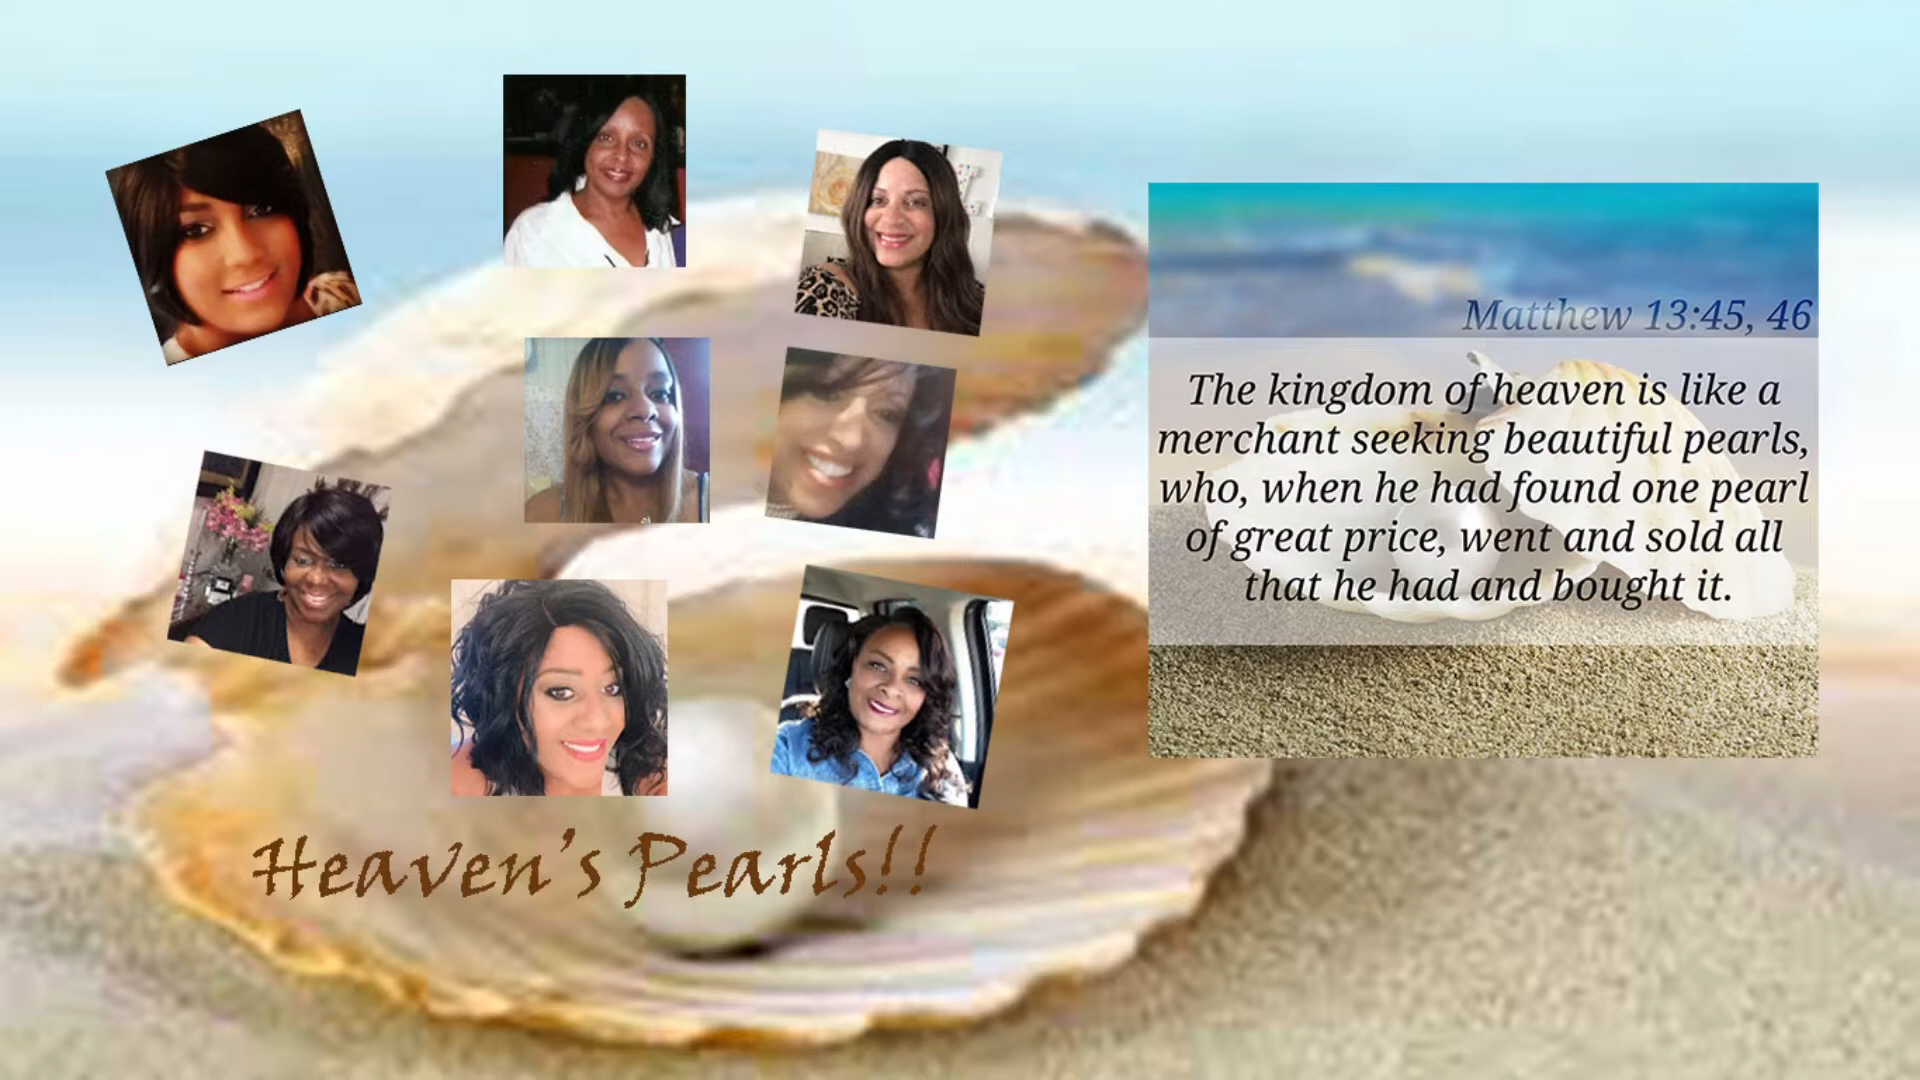 Matthew 13:45, 46
The kingdom of heaven is like a
merchant seeking beautiful pearls,
who, when he had found one pearl
of great price, went and sold all
that he had and bought it.
Heaven's Pearls!!